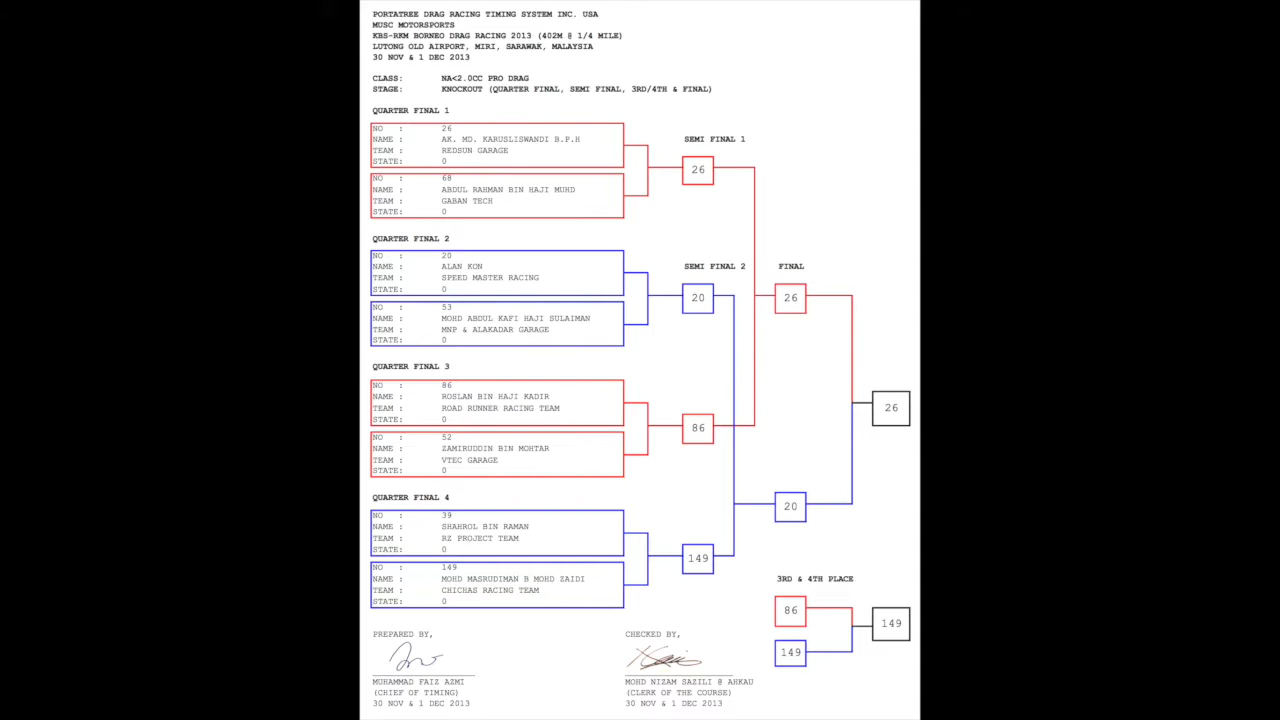 PORTATREE DRAG RACING TIMING SYSTEM INC. USA
MUSC MOTORSPORTS
KBS-RKM BORNEO DRAG RACING 2013 (402M @ 1/4 MILE)
LUTONG OLD AIRPORT, MIRI, SARAWAK, MALAYSIA
30 NOV & 1 DEC 2013
CLASS: NA<2.0CC PRO DRAG
STAGE: KNOCKOUT (QUARTER FINAL, SEMI FINAL, 3RD/4TH & FINAL)
QUARTER FINAL 1
NO : 26
NAME : AK. MD. KARUSLISWANDI B.P.H
TEAM : REDSUN GARAGE
STATE: 0
NO : 68
NAME : ABDUL RAHMAN BIN HAJI MUHD
TEAM : GABAN TECH
STATE: 0
SEMI FINAL 1
26
QUARTER FINAL 2
NO : 20
NAME : ALAN KON
TEAM : SPEED MASTER RACING
STATE: 0
NO : 53
NAME : MOHD ABDUL KAFI HAJI SULAIMAN
TEAM : MNP & ALAKADAR GARAGE
STATE: 0
SEMI FINAL 2
20
FINAL
26
QUARTER FINAL 3
NO : 86
NAME : ROSLAN BIN HAJI KADIR
TEAM : ROAD RUNNER RACING TEAM
STATE: 0
NO : 52
NAME : ZAMIRUDDIN BIN MOHTAR
TEAM : VTEC GARAGE
STATE: 0
86
26
QUARTER FINAL 4
NO : 39
NAME : SHAHROL BIN RAMAN
TEAM : RZ PROJECT TEAM
STATE: 0
NO : 149
NAME : MOHD MASRUDIMAN B MOHD ZAIDI
TEAM : CHICHAS RACING TEAM
STATE: 0
149
20
3RD & 4TH PLACE
86
149
149
PREPARED BY,
MUHAMMAD FAIZ AZMI
(CHIEF OF TIMING)
30 NOV & 1 DEC 2013
CHECKED BY,
MOHD NIZAM SAZILI @ AHKAU
(CLERK OF THE COURSE)
30 NOV & 1 DEC 2013